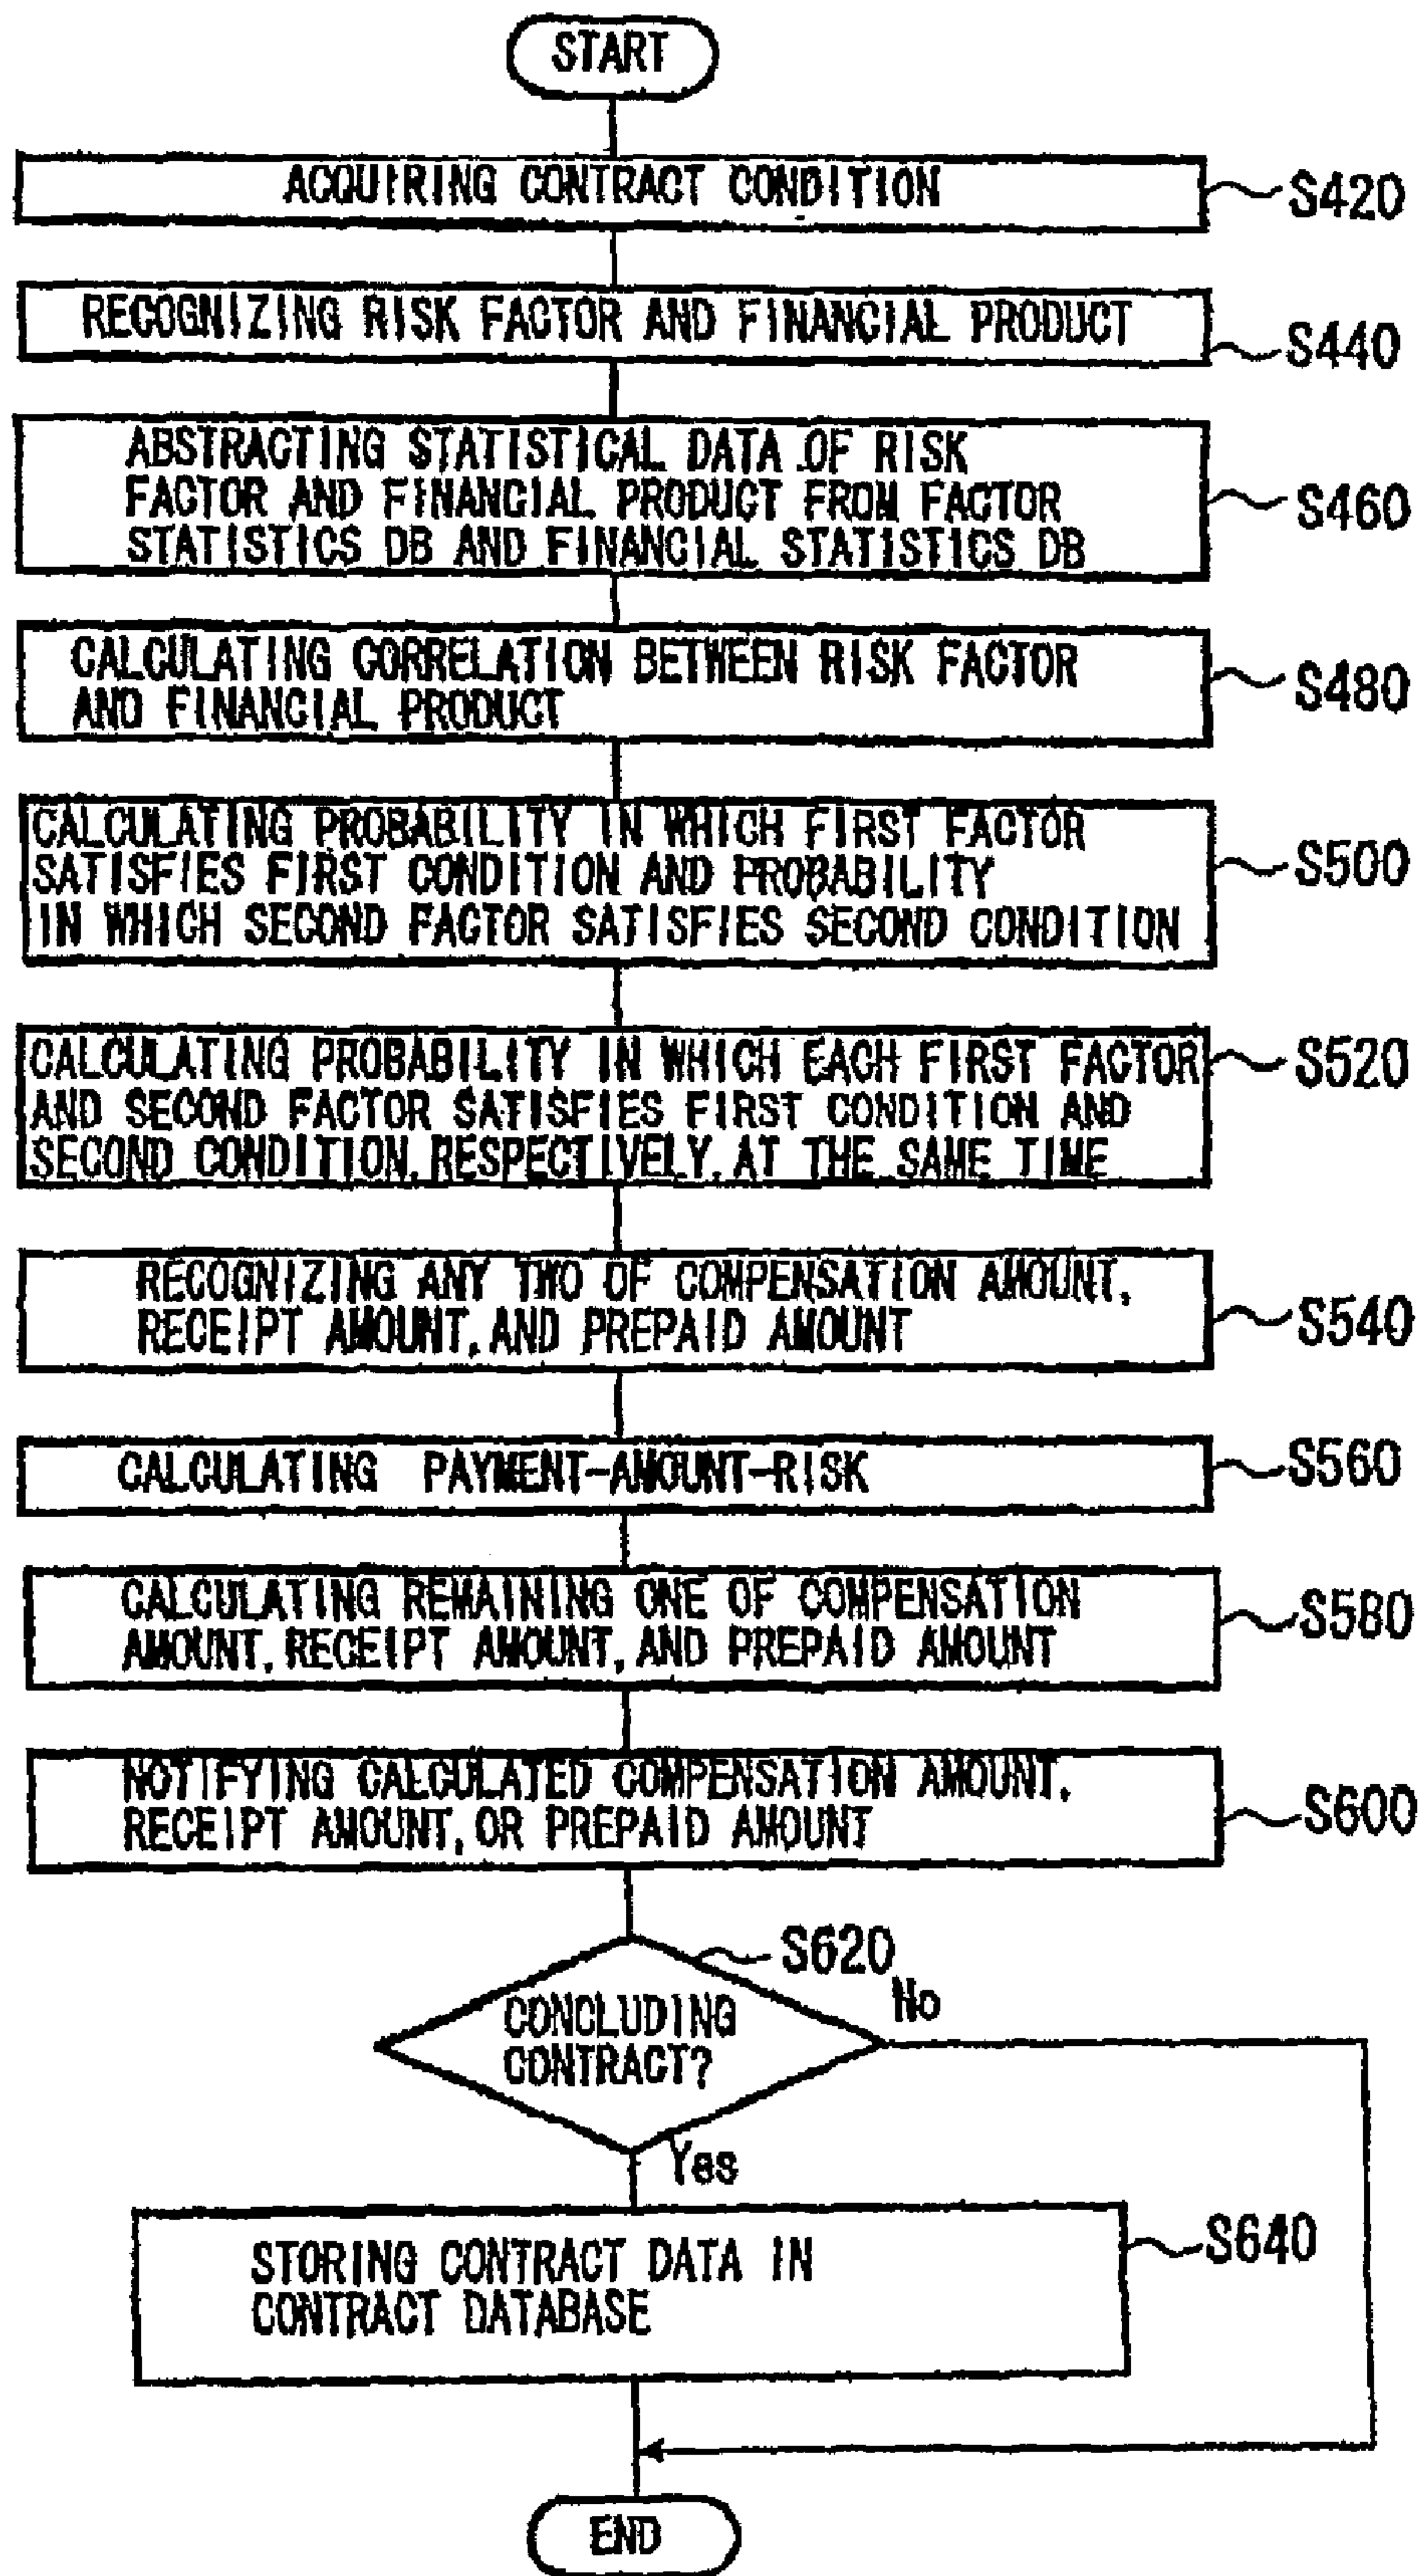 START
ACQUIRING CONTRACT CONDITION
S420
RECOGNIZING RISK FACTOR AND FINANCIAL PRODUCT
S440
ABSTRACTING STATISTICAL DATA OF RISK
FACTOR AND FINANCIAL PRODUCT FROM FACTOR
STATISTICS DB AND FINANCIAL STATISTICS DB
S460
CALCULATING CORRELATION BETWEEN RISK FACTOR
AND FINANCIAL PRODUCT
S480
CALCULATING PROBABILITY IN WHICH FIRST FACTOR
SATISFIES FIRST CONDITION AND PROBABILITY
IN WHICH SECOND FACTOR SATISFIES SECOND CONDITION
S500
CALCULATING PROBABILITY IN WHICH EACH FIRST FACTOR
AND SECOND FACTOR SATISFIES FIRST CONDITION AND
SECOND CONDITION, RESPECTIVELY, AT THE SAME TIME
S520
RECOGNIZING ANY TWO OF COMPENSATION AMOUNT,
RECEIPT AMOUNT, AND PREPAID AMOUNT
S540
CALCULATING PAYMENT-AMOUNT-RISK
S560
CALCULATING REMAINING ONE OF COMPENSATION
AMOUNT, RECEIPT AMOUNT, AND PREPAID AMOUNT
S580
NOTIFYING CALCULATED COMPENSATION AMOUNT,
RECEIPT AMOUNT, OR PREPAID AMOUNT
S600
S620
CONCLUDING
CONTRACT?
No
Yes
STORING CONTRACT DATA IN
CONTRACT DATABASE
S640
END